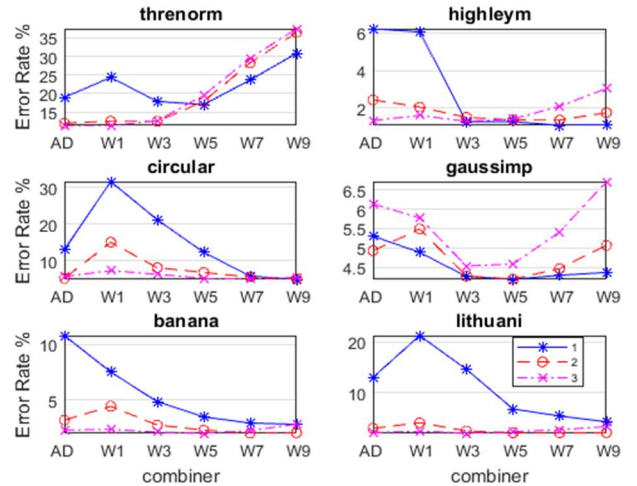 threnorm
highleym
Error Rate %
35
30
25
20
15
AD W1 W3 W5 W7 W9
6
4
2
AD W1 W3 W5 W7 W9
circular
gaussimp
Error Rate %
30
20
10
AD W1 W3 W5 W7 W9
6.5
6
5.5
5
4.5
AD W1 W3 W5 W7 W9
banana
lithuani
Error Rate %
10
5
AD W1 W3 W5 W7 W9
combiner
20
10
1
2
3
AD W1 W3 W5 W7 W9
combiner